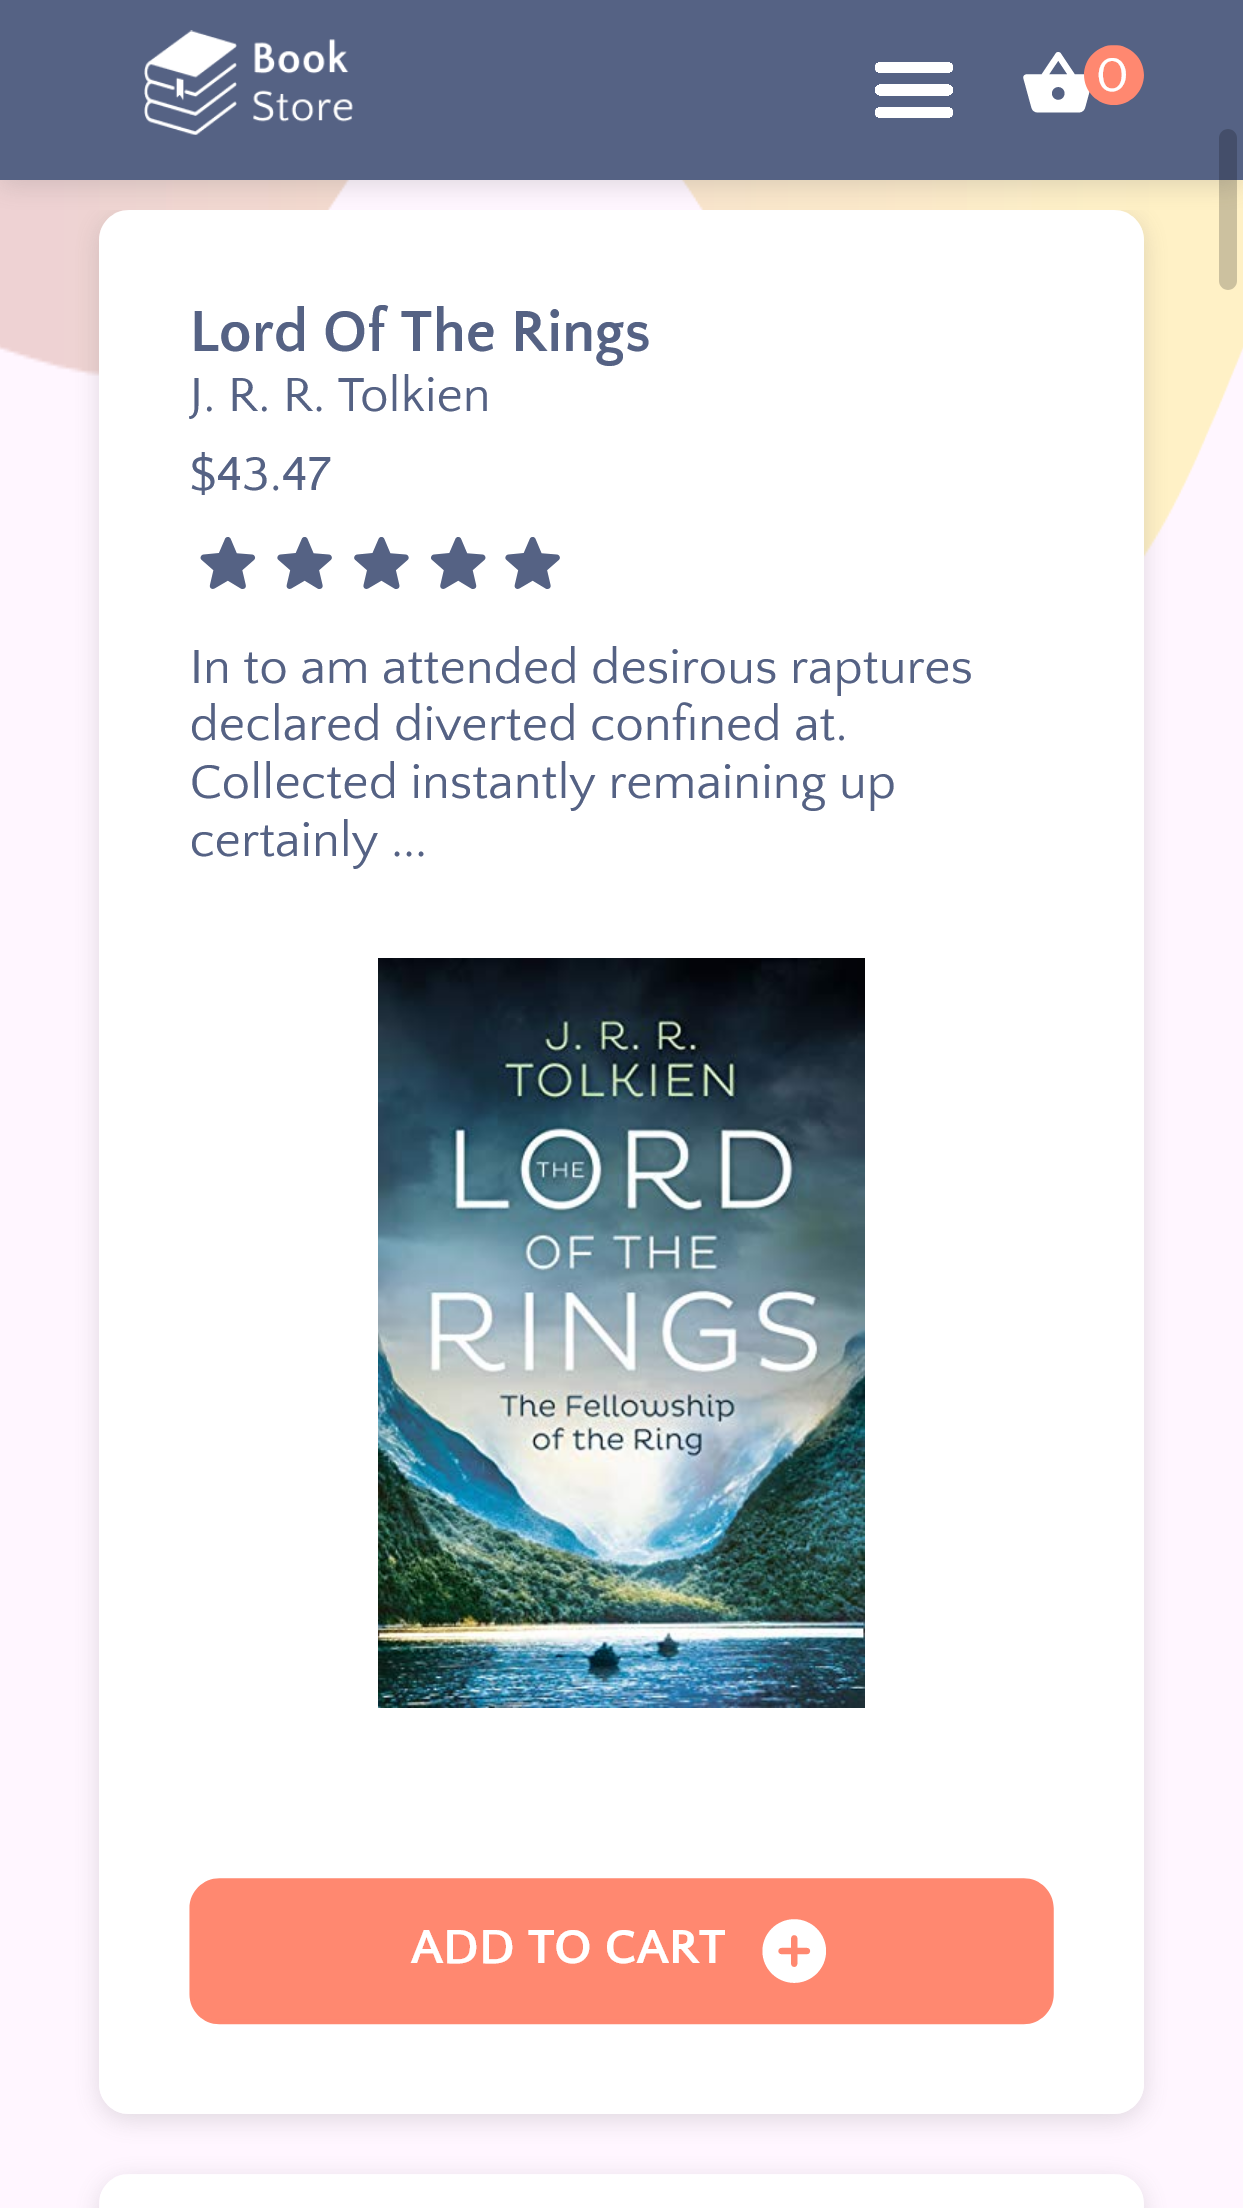 Book
Store
0
Lord Of The Rings
J. R. R. Tolkien
$43.47
In to am attended desirous raptures
declared diverted confined at.
Collected instantly remaining up
certainly ...
J. R. R.
TOLKIEN
THE
LORD
OF THE
RINGS
The Fellowship
of the Ring
ADD TO CART